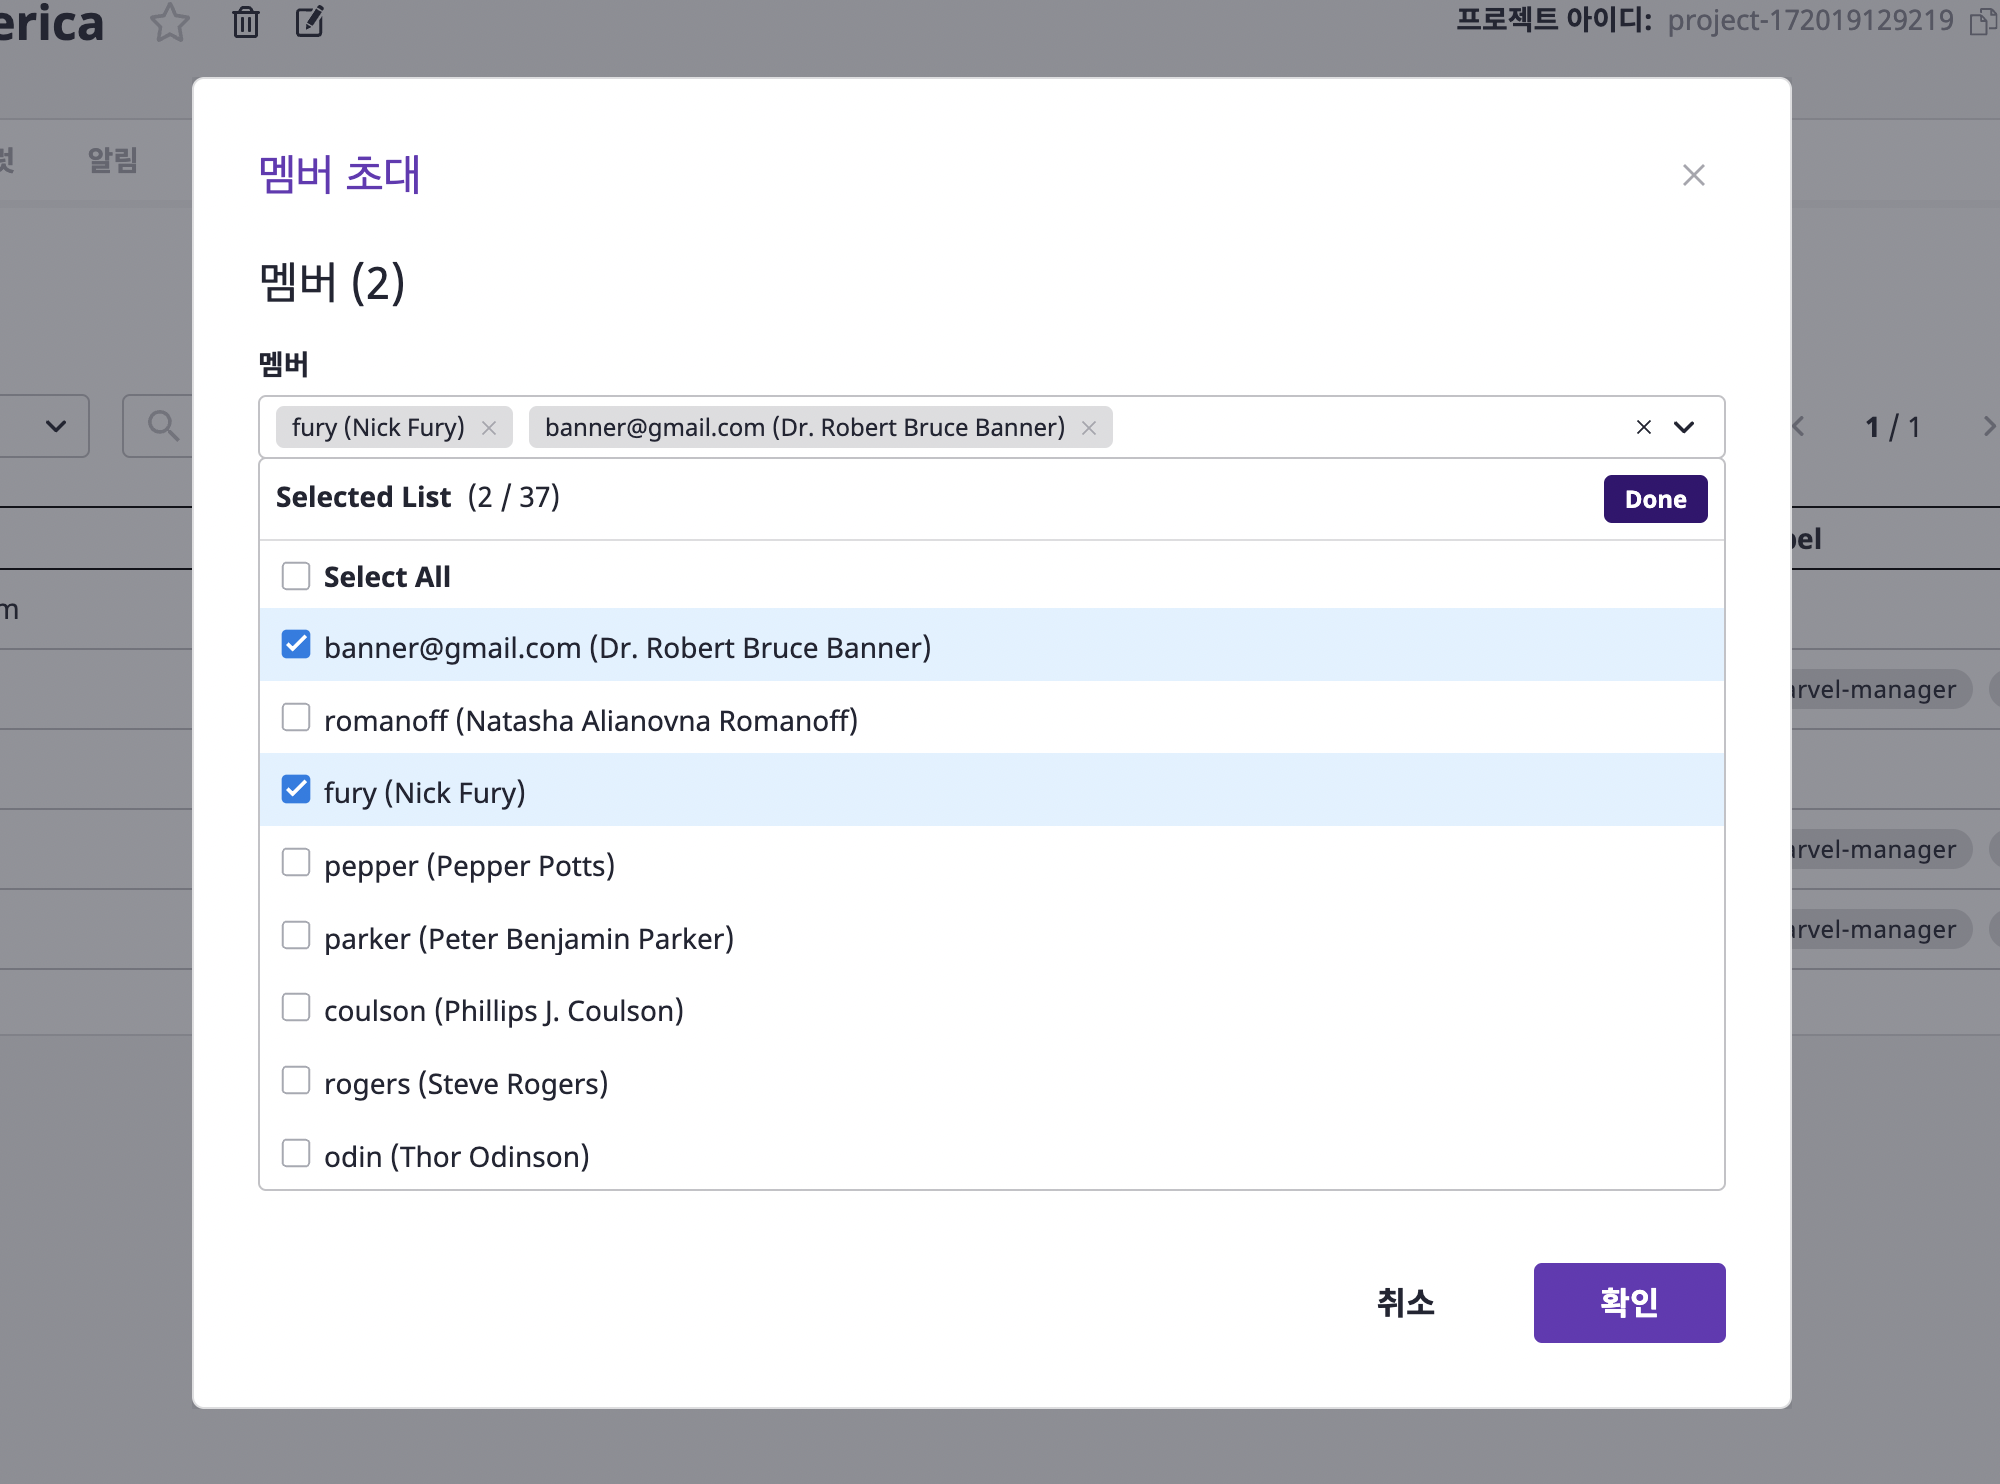 erica
프로젝트 아이디: project-172019129219
알림
멤버 초대
멤버 (2)
멤버
fury (Nick Fury) banner@gmail.com (Dr. Robert Bruce Banner)
1 / 1
Selected List (2 / 37)
Done
Select All
banner@gmail.com (Dr. Robert Bruce Banner)
romanoff (Natasha Alianovna Romanoff)
arvel-manager
fury (Nick Fury)
pepper (Pepper Potts)
arvel-manager
parker (Peter Benjamin Parker)
arvel-manager
coulson (Phillips J. Coulson)
rogers (Steve Rogers)
odin (Thor Odinson)
취소
확인